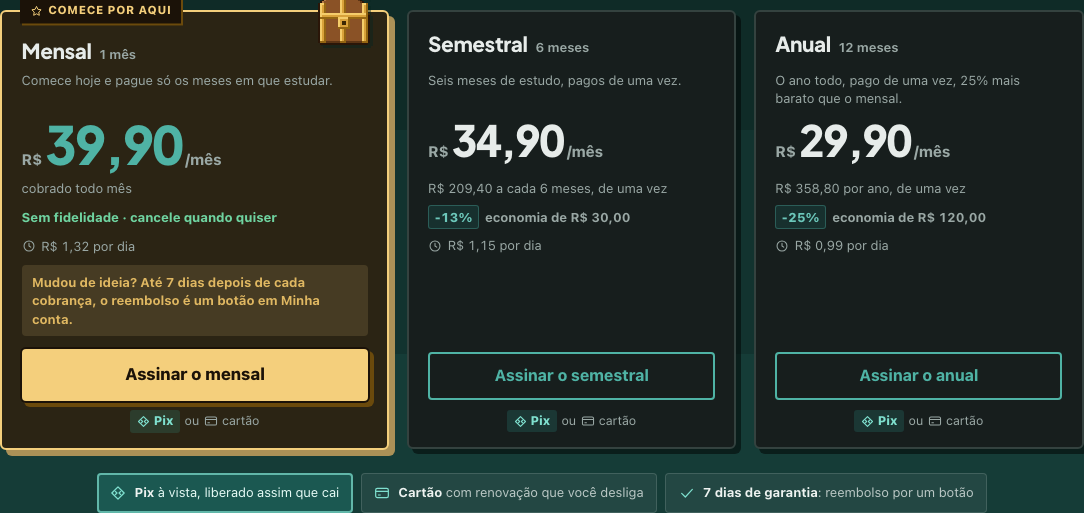 COMECE POR AQUI
Mensal 1 mês
Comece hoje e pague só os meses em que estudar.
R$ 39,90/mês
cobrado todo mês
Sem fidelidade · cancele quando quiser
R$ 1,32 por dia
Mudou de ideia? Até 7 dias depois de cada
cobrança, o reembolso é um botão em Minha
conta.
Assinar o mensal
Pix ou cartão
Semestral 6 meses
Seis meses de estudo, pagos de uma vez.
R$ 34,90/mês
R$ 209,40 a cada 6 meses, de uma vez
-13% economia de R$ 30,00
R$ 1,15 por dia
Assinar o semestral
Pix ou cartão
Anual 12 meses
O ano todo, pago de uma vez, 25% mais
barato que o mensal.
R$ 29,90/mês
R$ 358,80 por ano, de uma vez
-25% economia de R$ 120,00
R$ 0,99 por dia
Assinar o anual
Pix ou cartão
Pix à vista, liberado assim que cai
Cartão com renovação que você desliga
7 dias de garantia: reembolso por um botão